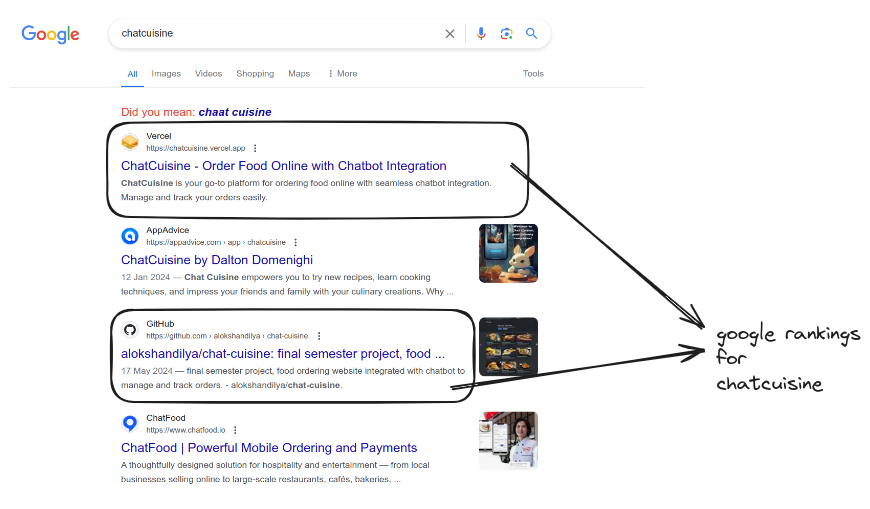 Google
chatcuisine
All Images Videos Shopping Maps More Tools
Did you mean: chaat cuisine
Vercel
https://chatcuisine.vercel.app
ChatCuisine - Order Food Online with Chatbot Integration
ChatCuisine is your go-to platform for ordering food online with seamless chatbot integration.
Manage and track your orders easily.
AppAdvice
https://appadvice.com › app › chatcuisine
ChatCuisine by Dalton Domenighi
12 Jan 2024 — Chat Cuisine empowers you to try new recipes, learn cooking
techniques, and impress your friends and family with your culinary creations. Why ...
GitHub
https://github.com › alokshandilya › chat-cuisine
alokshandilya/chat-cuisine: final semester project, food ...
17 May 2024 — final semester project, food ordering website integrated with chatbot to
manage and track orders. - alokshandilya/chat-cuisine.
google rankings
for
chatcuisine
ChatFood
https://www.chatfood.io
ChatFood | Powerful Mobile Ordering and Payments
A thoughtfully designed solution for hospitality and entertainment — from local
businesses selling online to large-scale restaurants, cafés, bakeries, ...